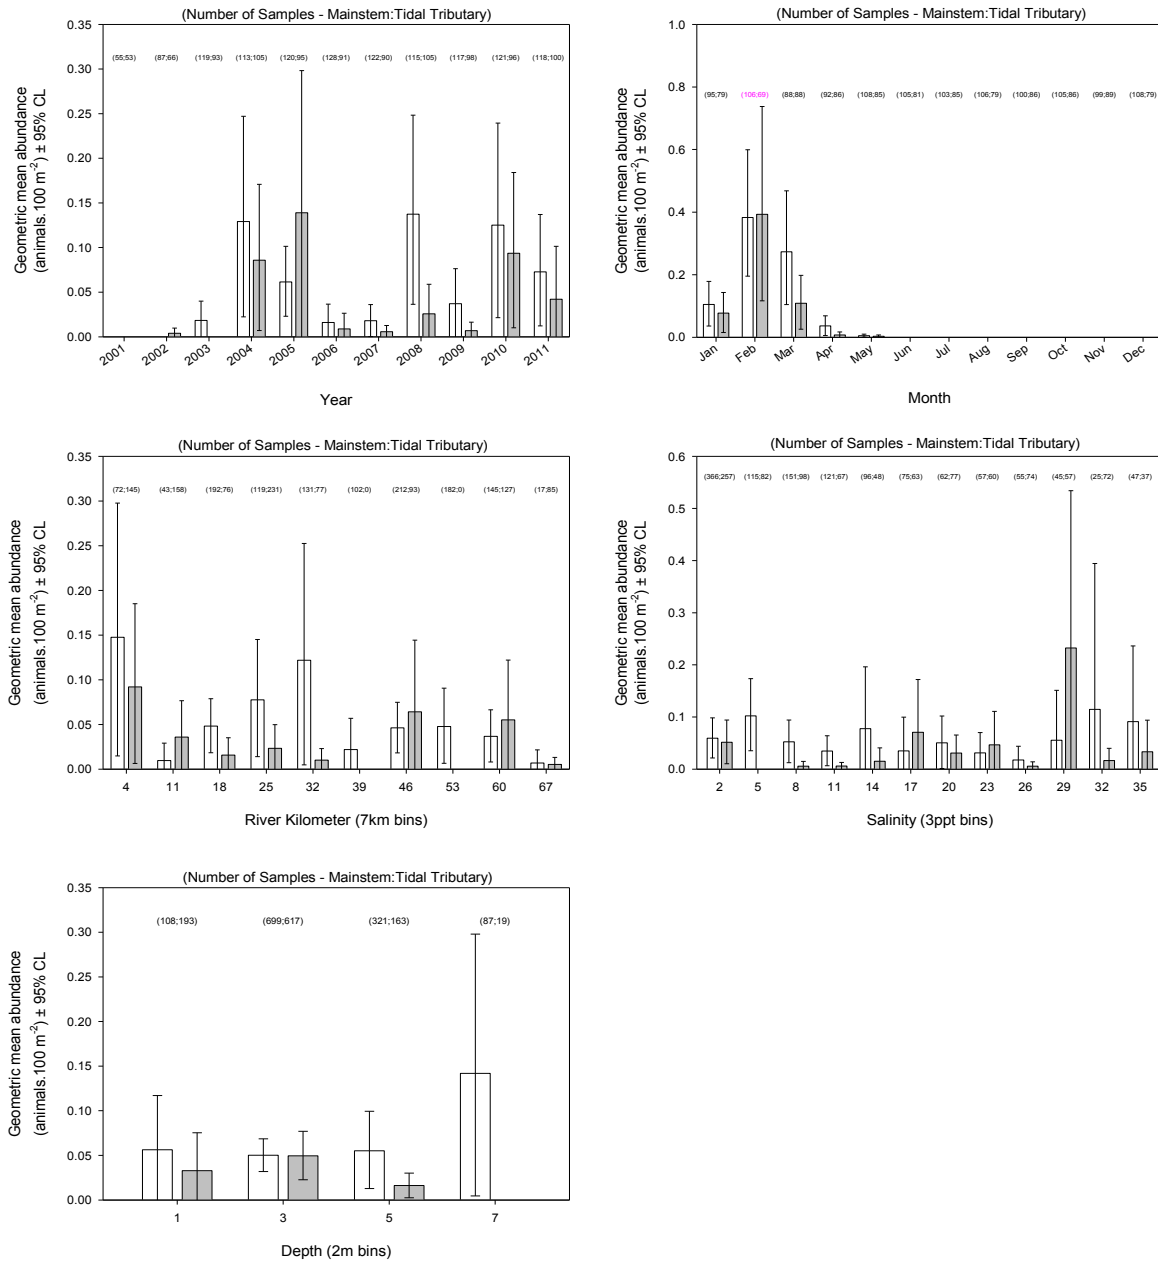 (Number of Samples - Mainstem:Tidal Tributary)
0.35
0.30
0.25
0.20
0.15
0.10
0.05
0.00
Geometric mean abundance
(animals.100 m⁻²) ± 95% CL
(55;53) (87;66) (119;93) (113;105) (120;95) (128;91) (122;90) (115;105) (117;98) (121;96) (118;100)
2001 2002 2003 2004 2005 2006 2007 2008 2009 2010 2011
Year
(Number of Samples - Mainstem:Tidal Tributary)
1.0
0.8
0.6
0.4
0.2
0.0
Geometric mean abundance
(animals.100 m⁻²) ± 95% CL
(95;79) (106;69) (88;88) (92;86) (108;85) (105;81) (103;85) (106;79) (100;86) (105;86) (99;89) (108;79)
Jan Feb Mar Apr May Jun Jul Aug Sep Oct Nov Dec
Month
(Number of Samples - Mainstem:Tidal Tributary)
0.35
0.30
0.25
0.20
0.15
0.10
0.05
0.00
Geometric mean abundance
(animals.100 m⁻²) ± 95% CL
(72;145) (43;158) (192;76) (119;231) (131;77) (102;0) (212;93) (182;0) (145;127) (17;85)
4 11 18 25 32 39 46 53 60 67
River Kilometer (7km bins)
(Number of Samples - Mainstem:Tidal Tributary)
0.6
0.5
0.4
0.3
0.2
0.1
0.0
Geometric mean abundance
(animals.100 m⁻²) ± 95% CL
(366;257) (115;82) (151;98) (121;67) (96;48) (75;63) (62;77) (57;60) (55;74) (45;57) (25;72) (47;37)
2 5 8 11 14 17 20 23 26 29 32 35
Salinity (3ppt bins)
(Number of Samples - Mainstem:Tidal Tributary)
0.35
0.30
0.25
0.20
0.15
0.10
0.05
0.00
Geometric mean abundance
(animals.100 m⁻²) ± 95% CL
(108;193) (699;617) (321;163) (87;19)
1 3 5 7
Depth (2m bins)